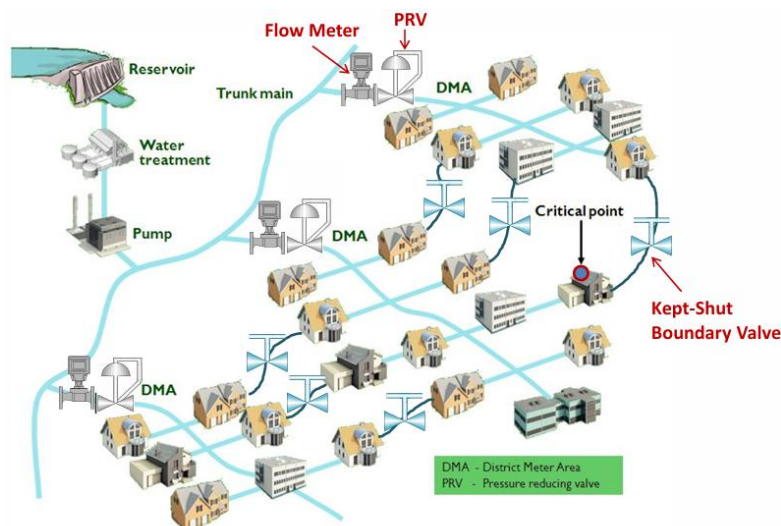 Flow Meter
PRV
Reservoir
Trunk main
DMA
Water
treatment
Critical point
Pump
DMA
Kept-Shut
Boundary Valve
DMA
DMA - District Meter Area
PRV - Pressure reducing valve